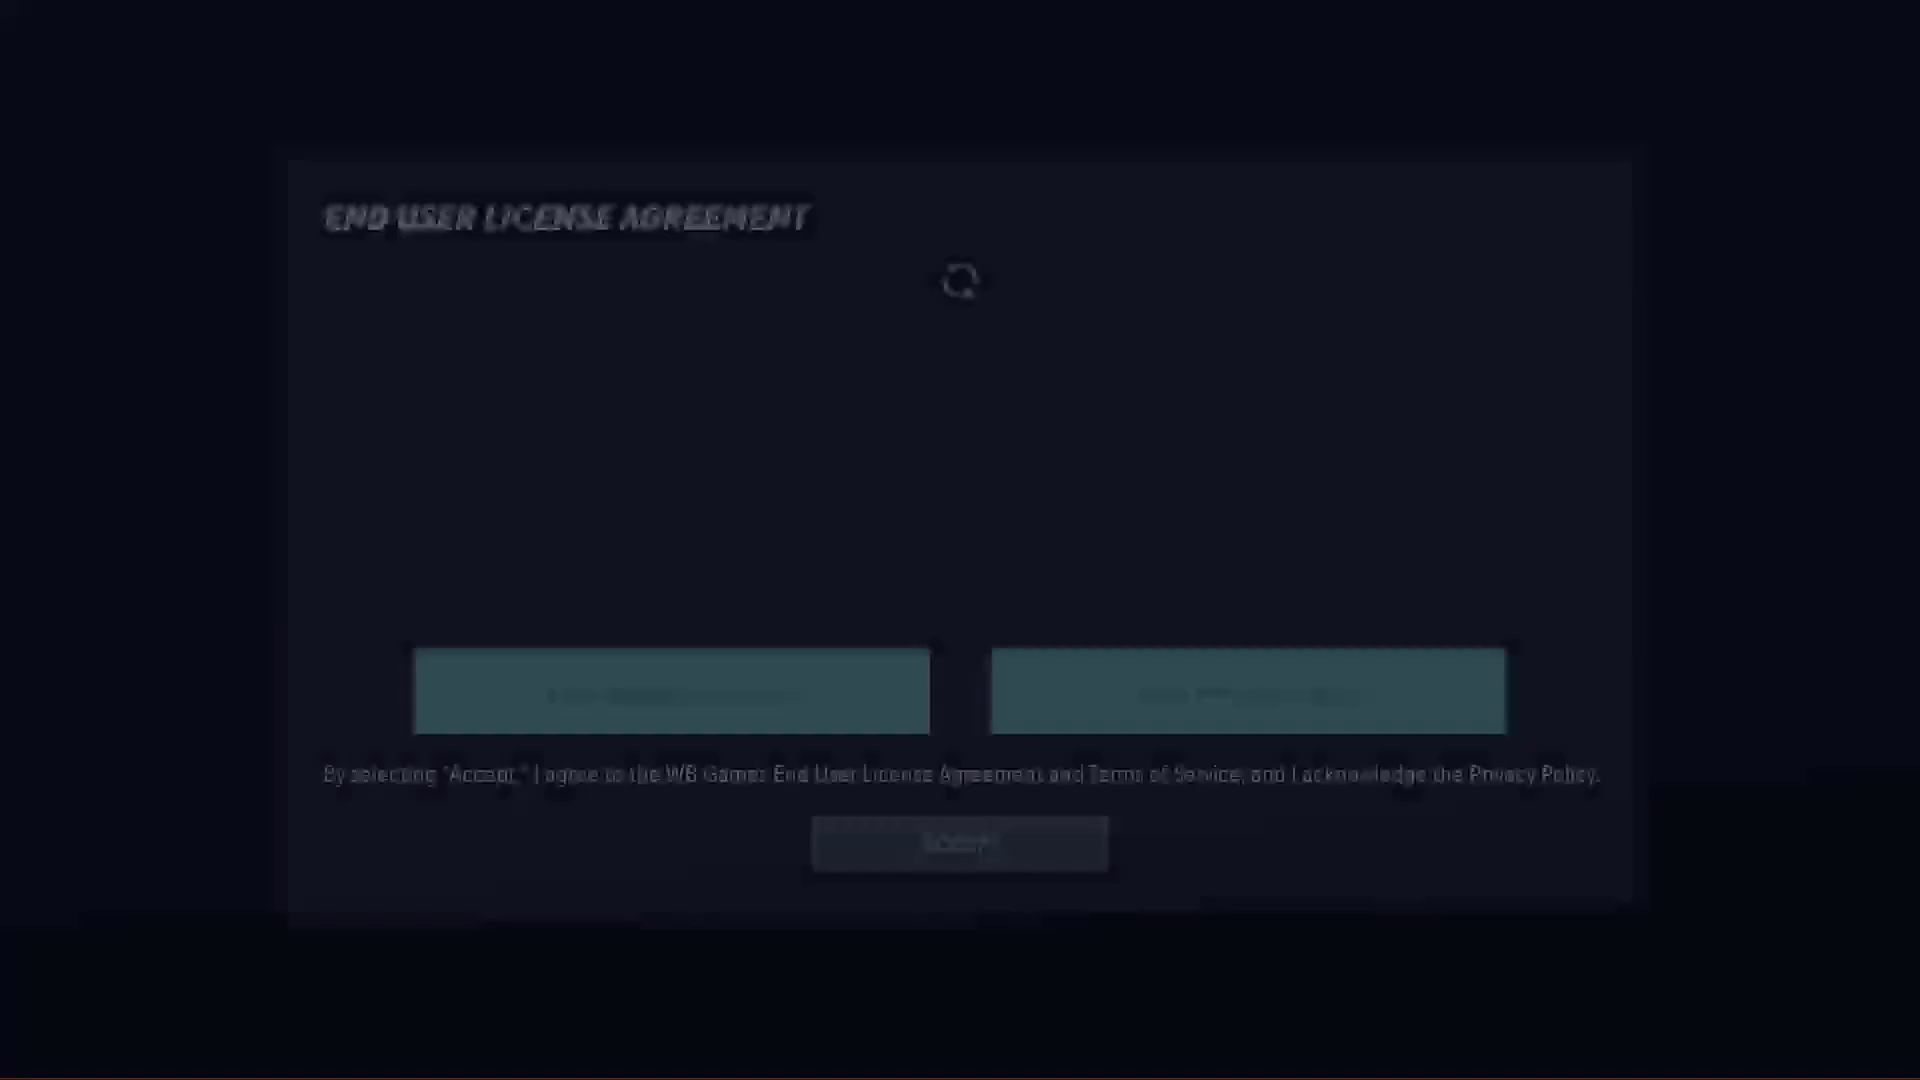 END USER LICENSE AGREEMENT
By selecting "Accept," I agree to the WB Games End User License Agreement and Terms of Service, and I acknowledge the Privacy Policy.